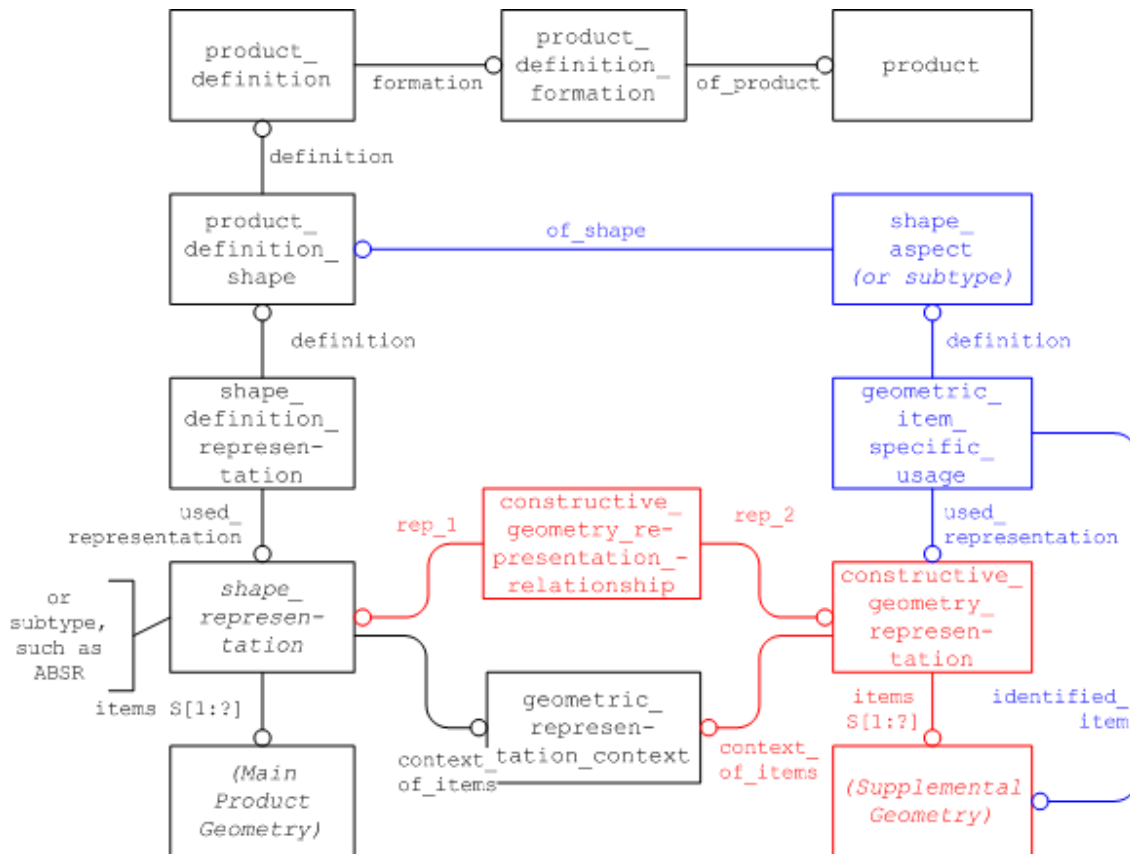 product_
definition
formation
product_
definition_
formation
of_product
product
definition
product_
definition_
shape
of_shape
shape_
aspect
(or subtype)
definition
definition
shape_
definition_
represen-
tation
geometric_
item_
specific_
usage
used_
representation
rep_1
constructive_
geometry_re-
presentation_-
relationship
rep_2
used_
representation
or
subtype,
such as
ABSR
shape_
represen-
tation
constructive_
geometry_
represen-
tation
items S[1:?]
geometric_
represen-
tation_context
items
S[1:?]
identified_
item
context_
of_items
context_
of_items
(Main
Product
Geometry)
(Supplemental
Geometry)